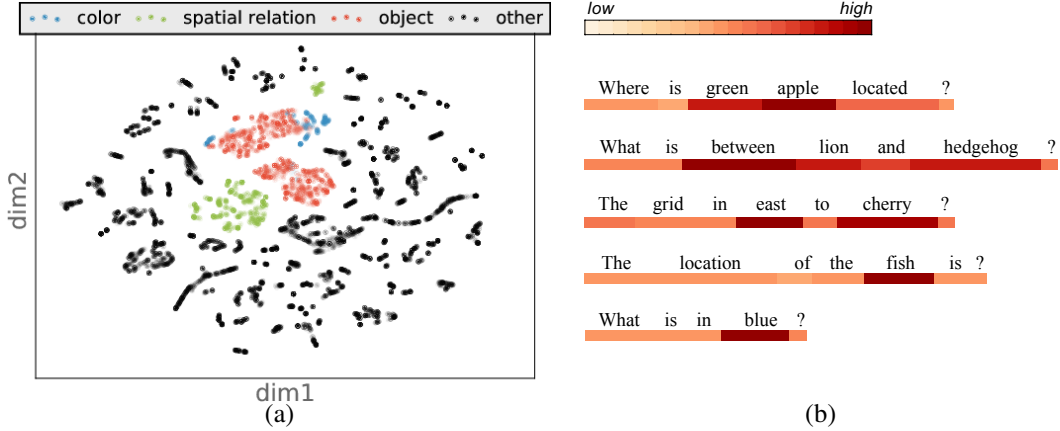 color spatial relation object other
dim2
dim1
(a)
low high
Where is green apple located ?
What is between lion and hedgehog ?
The grid in east to cherry ?
The location of the fish is ?
What is in blue ?
(b)